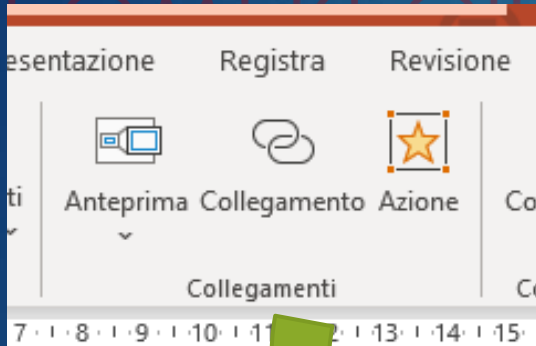 esentazione Registra Revisione
ti Anteprima Collegamento Azione Co
Collegamenti C
7 8 9 10 11 2 13 14 15